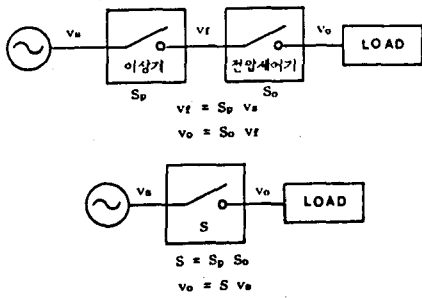 vs vf vo
이상기 전압제어기 LOAD
Sp So
vf = Sp vs
vo = So vf
vs vo
S LOAD
S = Sp So
vo = S vs